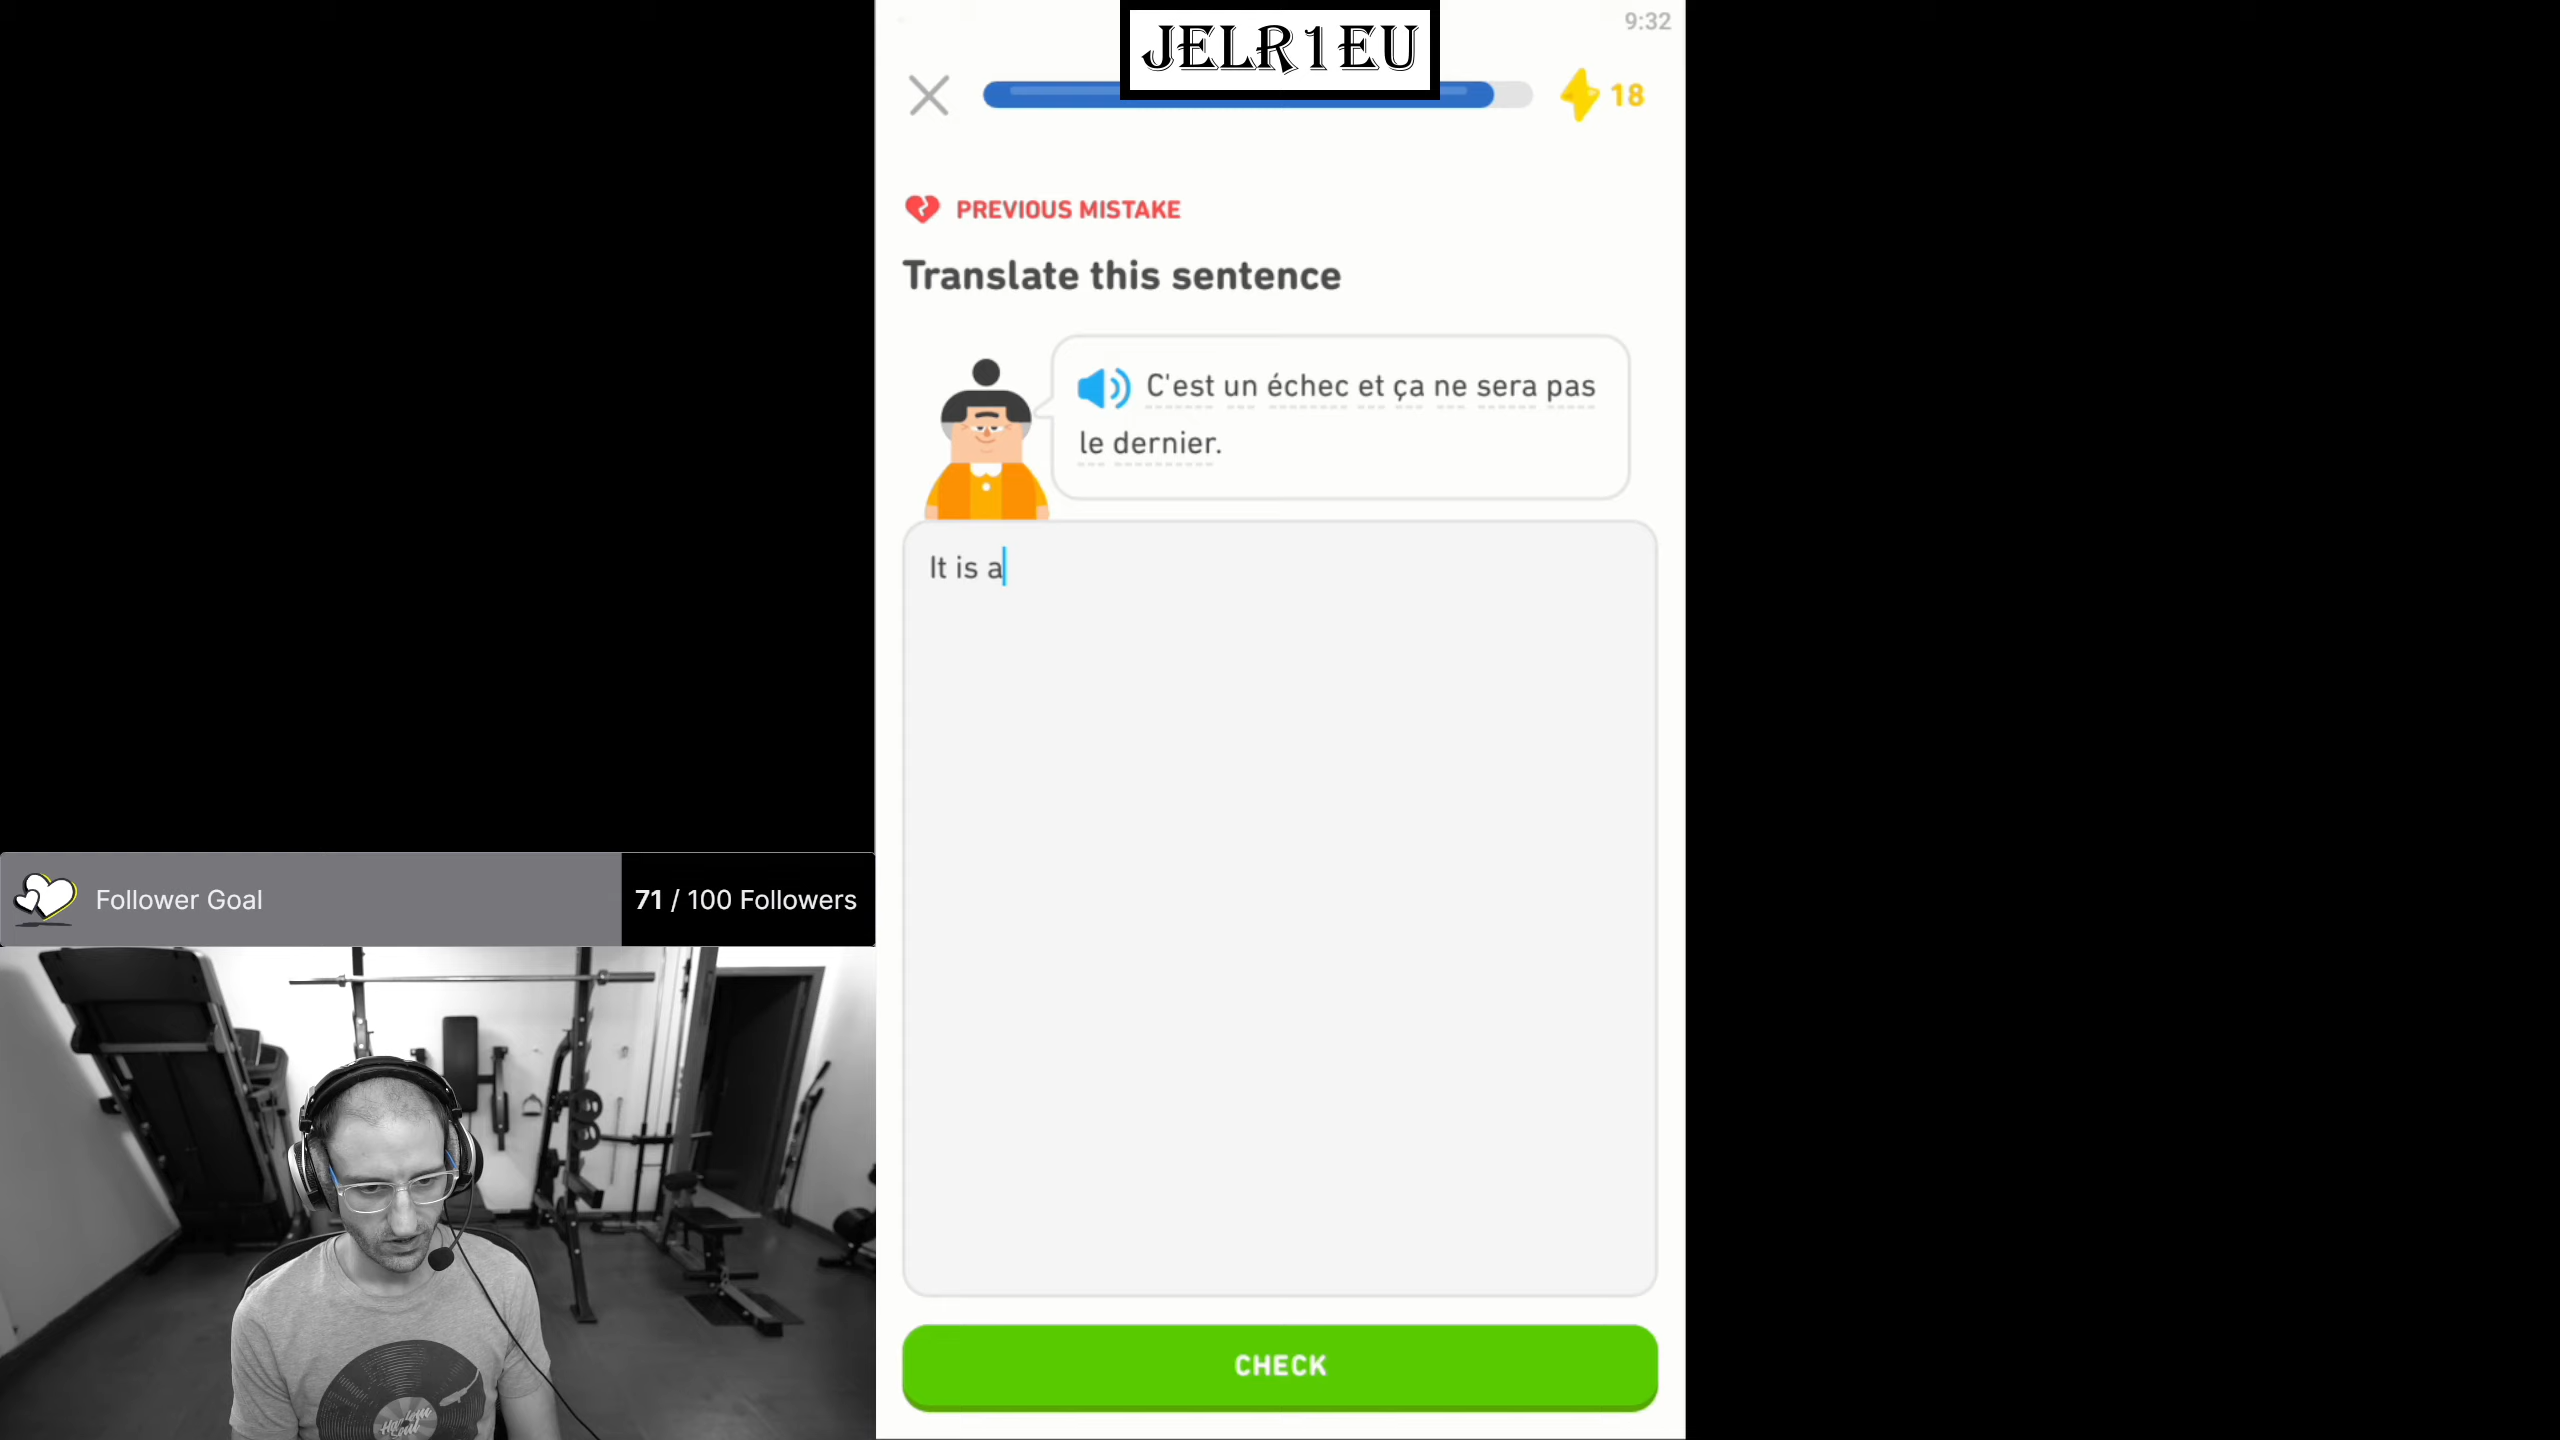 JELR1EU
9:32
18
PREVIOUS MISTAKE
Translate this sentence
C'est un échec et ça ne sera pas
le dernier.
It is a
Follower Goal
71 / 100 Followers
CHECK